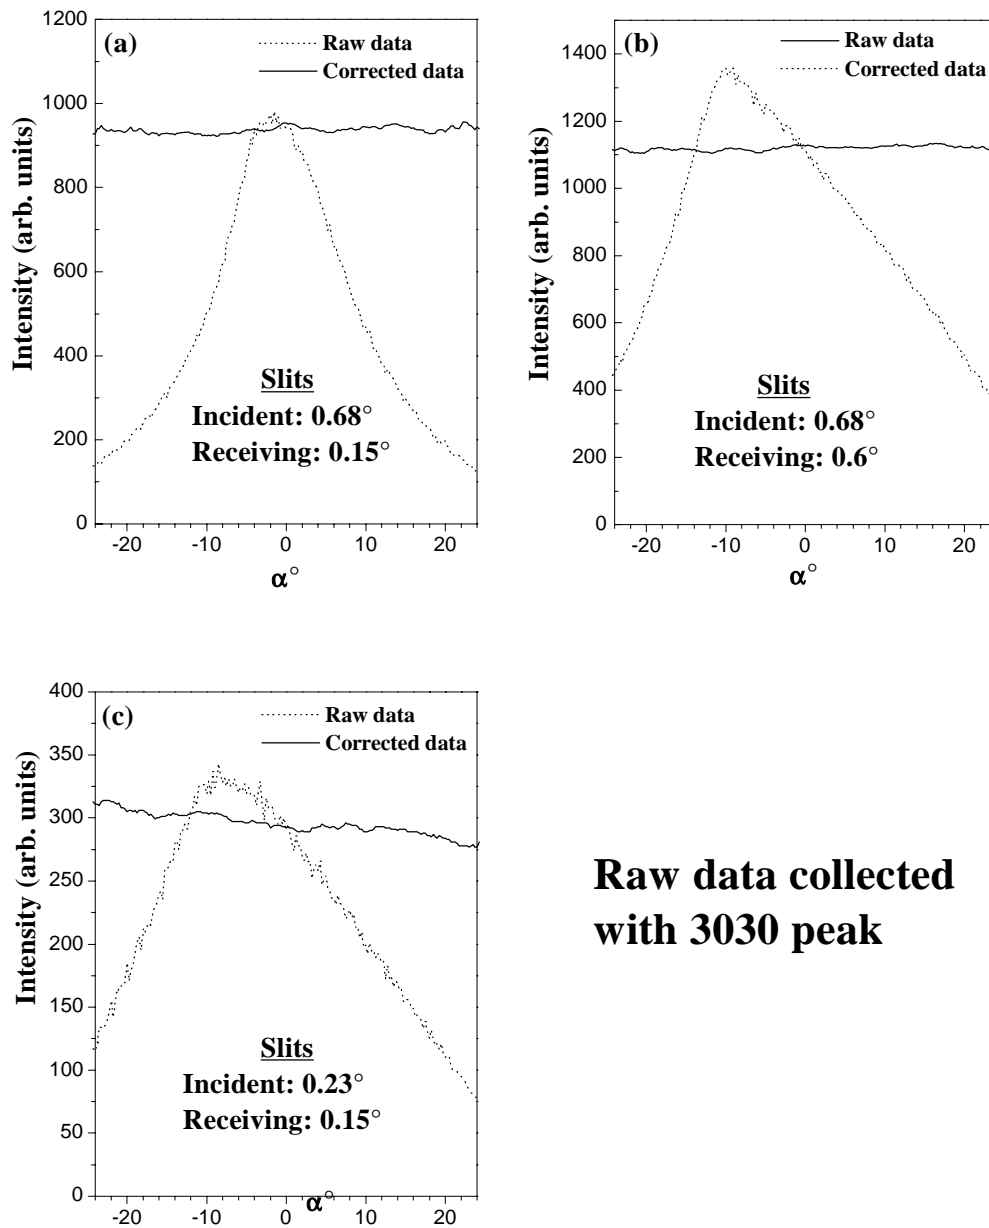 (a)
Raw data
Corrected data
1200
1000
800
600
400
200
0
Intensity (arb. units)
Slits
Incident: 0.68°
Receiving: 0.15°
-20 -10 0 10 20
α°
(b)
Raw data
Corrected data
1400
1200
1000
800
600
400
200
0
Intensity (arb. units)
Slits
Incident: 0.68°
Receiving: 0.6°
-20 -10 0 10 20
α°
(c)
Raw data
Corrected data
400
350
300
250
200
150
100
50
0
Intensity (arb. units)
Slits
Incident: 0.23°
Receiving: 0.15°
α°
-20 -10 0 10 20
Raw data collected
with 3030 peak